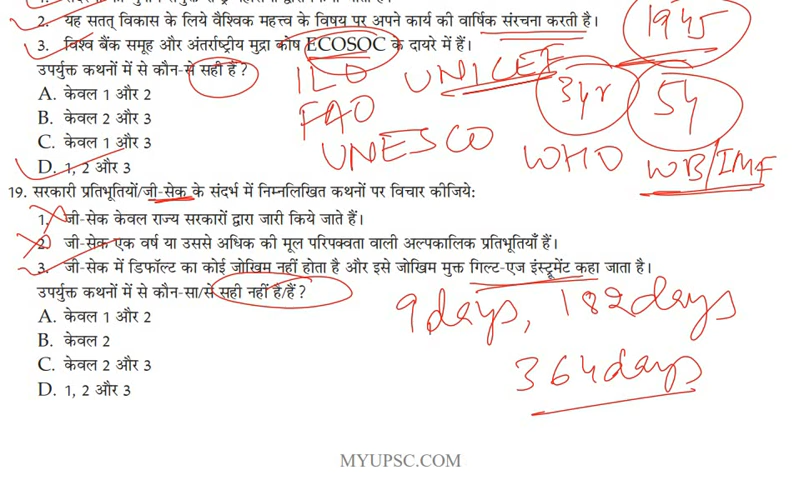 2. यह सतत् विकास के लिये वैश्विक महत्त्व के विषय पर अपने कार्य की वार्षिक संरचना करती है।
1945
3. विश्व बैंक समूह और अंतर्राष्ट्रीय मुद्रा कोष ECOSOC के दायरे में हैं।
उपर्युक्त कथनों में से कौन-से सही हैं?
ILO UNICEF
A. केवल 1 और 2
3yr 54
B. केवल 2 और 3
FAO
C. केवल 1 और 3
UNESCO WHO WB/IMF
D. 1, 2 और 3
19. सरकारी प्रतिभूतियों/जी-सेक के संदर्भ में निम्नलिखित कथनों पर विचार कीजिये:
1. जी-सेक केवल राज्य सरकारों द्वारा जारी किये जाते हैं।
2. जी-सेक एक वर्ष या उससे अधिक की मूल परिपक्वता वाली अल्पकालिक प्रतिभूतियाँ हैं।
3. जी-सेक में डिफॉल्ट का कोई जोखिम नहीं होता है और इसे जोखिम मुक्त गिल्ट-एज इंस्ट्रूमेंट कहा जाता है।
उपर्युक्त कथनों में से कौन-सा/से सही नहीं है/हैं?
A. केवल 1 और 2
9days, 182days
B. केवल 2
C. केवल 2 और 3
364days
D. 1, 2 और 3
MYUPSC.COM